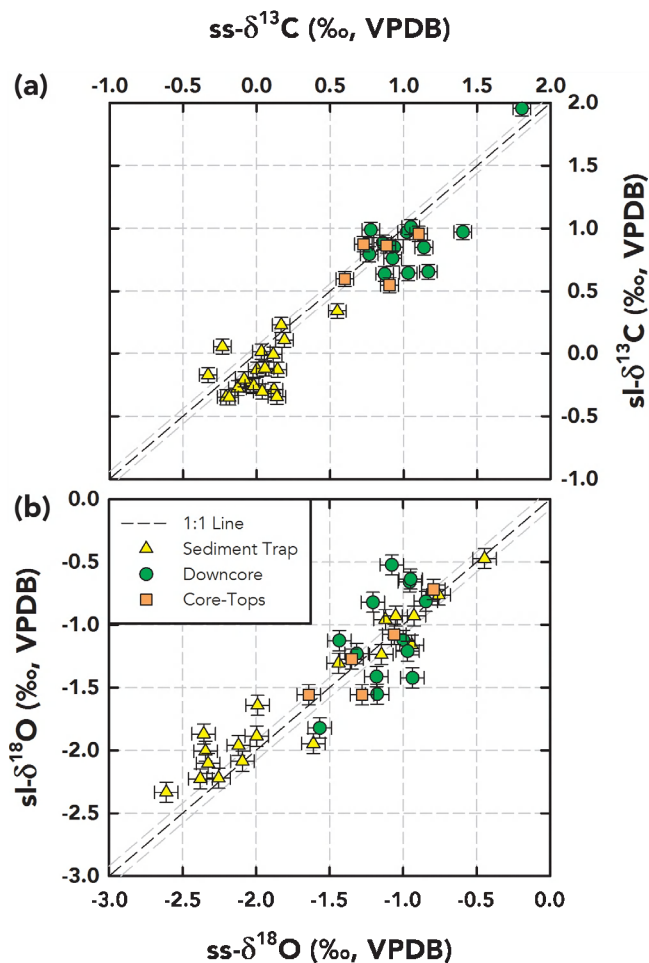 ss-δ¹³C (‰, VPDB)
(a)
-1.0 -0.5 0.0 0.5 1.0 1.5 2.0
2.0
1.5
1.0
0.5
0.0
-0.5
-1.0
sl-δ¹³C (‰, VPDB)
(b)
0.0
-0.5
-1.0
-1.5
-2.0
-2.5
-3.0
sl-δ¹⁸O (‰, VPDB)
1:1 Line
Sediment Trap
Downcore
Core-Tops
-3.0 -2.5 -2.0 -1.5 -1.0 -0.5 0.0
ss-δ¹⁸O (‰, VPDB)